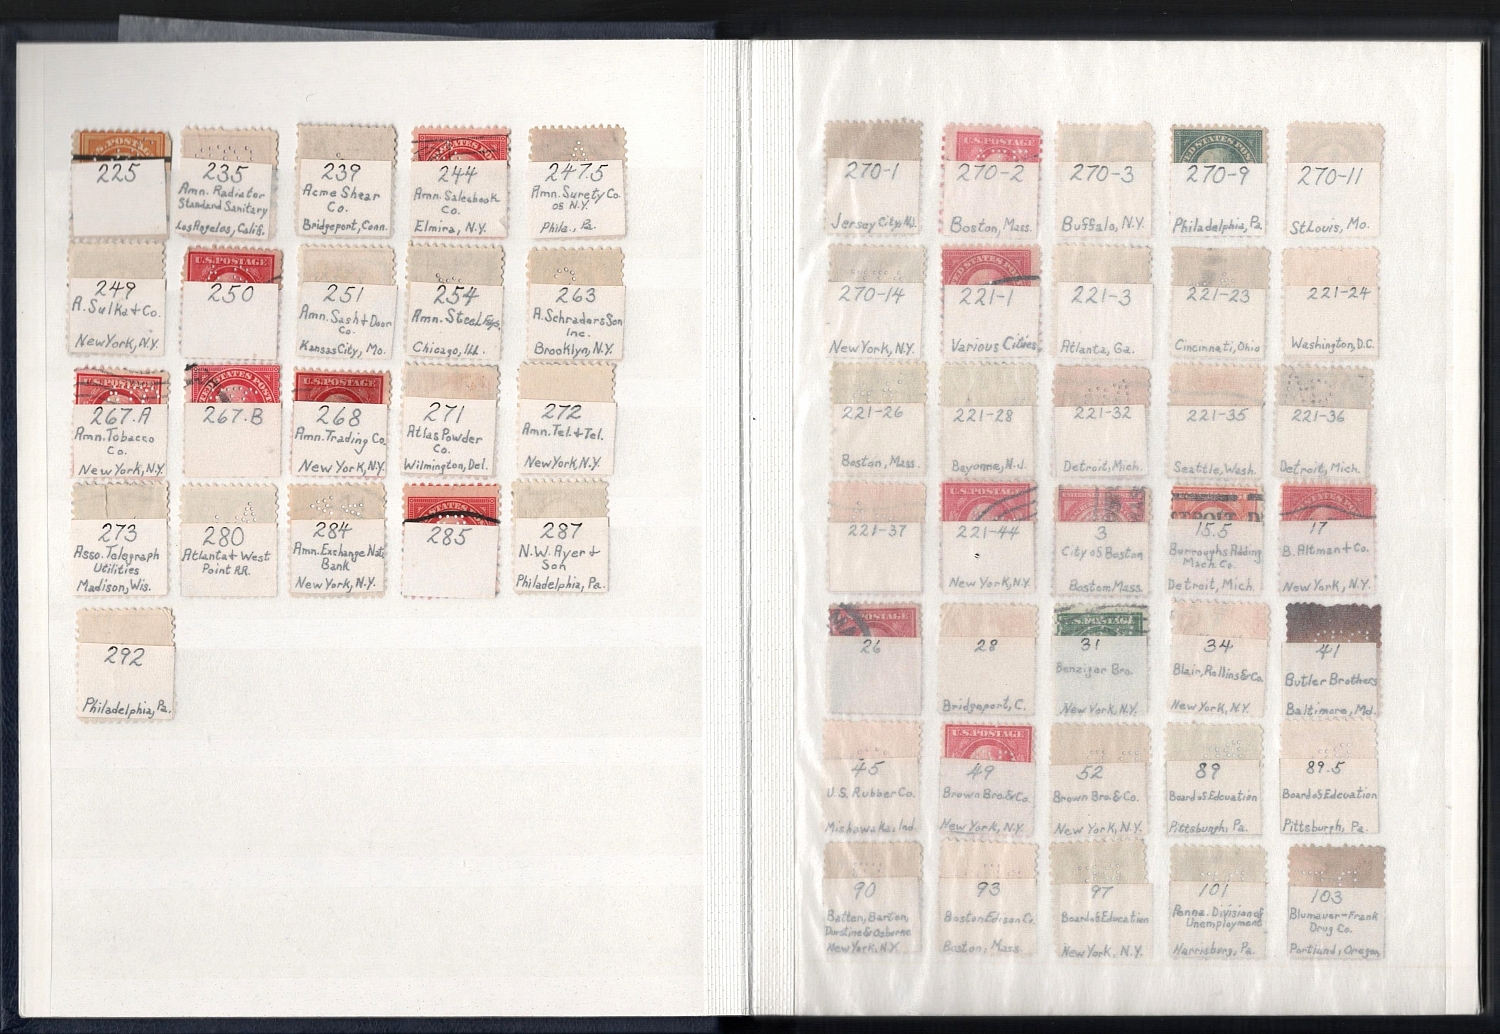 225
235
Amn. Radiator
Standard Sanitary
Los Angeles, Calif.
239
Acme Shear
Co.
Bridgeport, Conn.
244
Amn. Salesbook
Co.
Elmira, N.Y.
247.5
Amn. Surety Co.
of N.Y.
Phila., Pa.
249
A. Sulka & Co.
New York, N.Y.
U.S. POSTAGE
250
251
Amn. Sash & Door
Co.
Kansas City, Mo.
254
Amn. Steel Fdys.
Chicago, Ill.
263
A. Schraders Son
Inc.
Brooklyn, N.Y.
267.A
Amn. Tobacco
Co.
New York, N.Y.
267.B
U.S. POSTAGE
268
Amn. Trading Co.
New York, N.Y.
271
Atlas Powder
Co.
Wilmington, Del.
272
Amn. Tel. & Tel.
New York, N.Y.
273
Asso. Telegraph
Utilities
Madison, Wis.
280
Atlanta & West
Point RR.
284
Amn. Exchange Nat.
Bank
New York, N.Y.
285
287
N.W. Ayer &
Son
Philadelphia, Pa.
292
Philadelphia, Pa.
270-1
Jersey City, N.J.
U.S. POSTAGE
270-2
Boston, Mass.
270-3
Buffalo, N.Y.
270-9
Philadelphia, Pa.
270-11
St Louis, Mo.
270-14
New York, N.Y.
221-1
Various Cities
221-3
Atlanta, Ga.
221-23
Cincinnati, Ohio
221-24
Washington, D.C.
221-26
Boston, Mass.
221-28
Bayonne, N.J.
221-32
Detroit, Mich.
221-35
Seattle, Wash.
221-36
Detroit, Mich.
221-37
U.S. POSTAGE
221-44
New York, N.Y.
3
City of Boston
Boston Mass.
15.5
Burroughs Adding
Mach. Co.
Detroit, Mich.
17
B. Altman & Co.
New York, N.Y.
26
28
Bridgeport, C.
31
Benziger Bro.
New York, N.Y.
34
Blair, Rollins & Co.
New York, N.Y.
41
Butler Brothers
Baltimore, Md.
45
U.S. Rubber Co.
Mishawaka, Ind.
U.S. POSTAGE
49
Brown Bro. & Co.
New York, N.Y.
52
Brown Bro. & Co.
New York, N.Y.
89
Board of Edcuation
Pittsburgh, Pa.
89.5
Board of Edcuation
Pittsburgh, Pa.
90
Batten, Barton,
Durstine & Osborne
New York, N.Y.
93
Boston Edison Co.
Boston, Mass.
97
Board of Education
New York, N.Y.
101
Penna. Division of
Unemployment
Harrisburg, Pa.
103
Blumauer-Frank
Drug Co.
Portland, Oregon